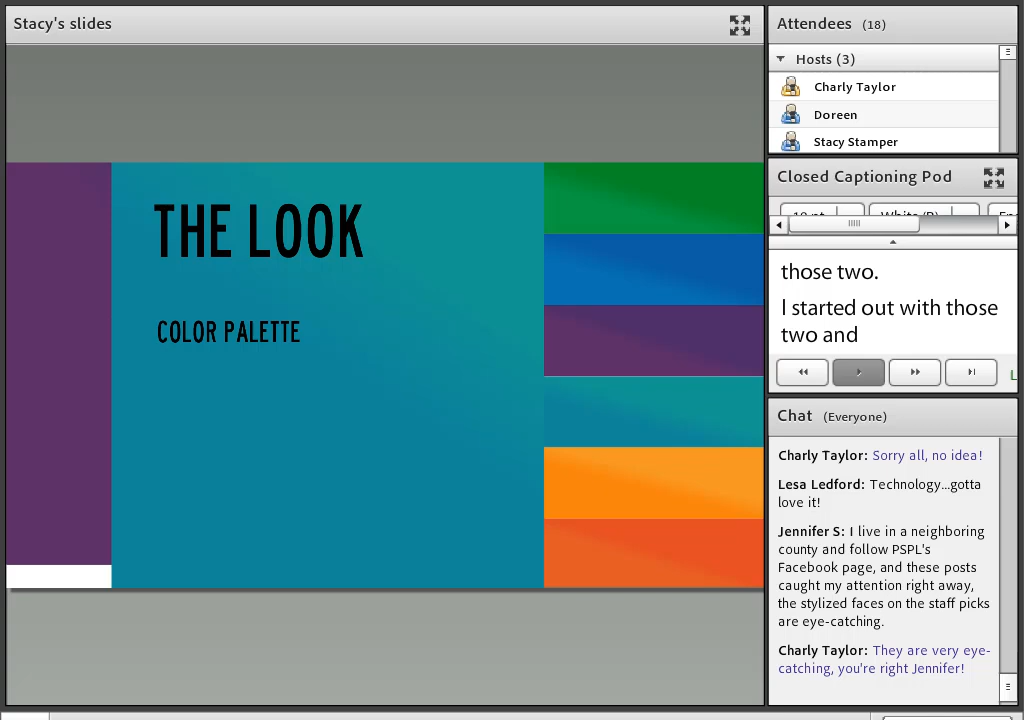 Stacy's slides
THE LOOK
COLOR PALETTE
Attendees (18)
Hosts (3)
Charly Taylor
Doreen
Stacy Stamper
Closed Captioning Pod
those two.
I started out with those
two and
Chat (Everyone)
Charly Taylor: Sorry all, no idea!
Lesa Ledford: Technology...gotta
love it!
Jennifer S: I live in a neighboring
county and follow PSPL's
Facebook page, and these posts
caught my attention right away,
the stylized faces on the staff picks
are eye-catching.
Charly Taylor: They are very eye-
catching, you're right Jennifer!